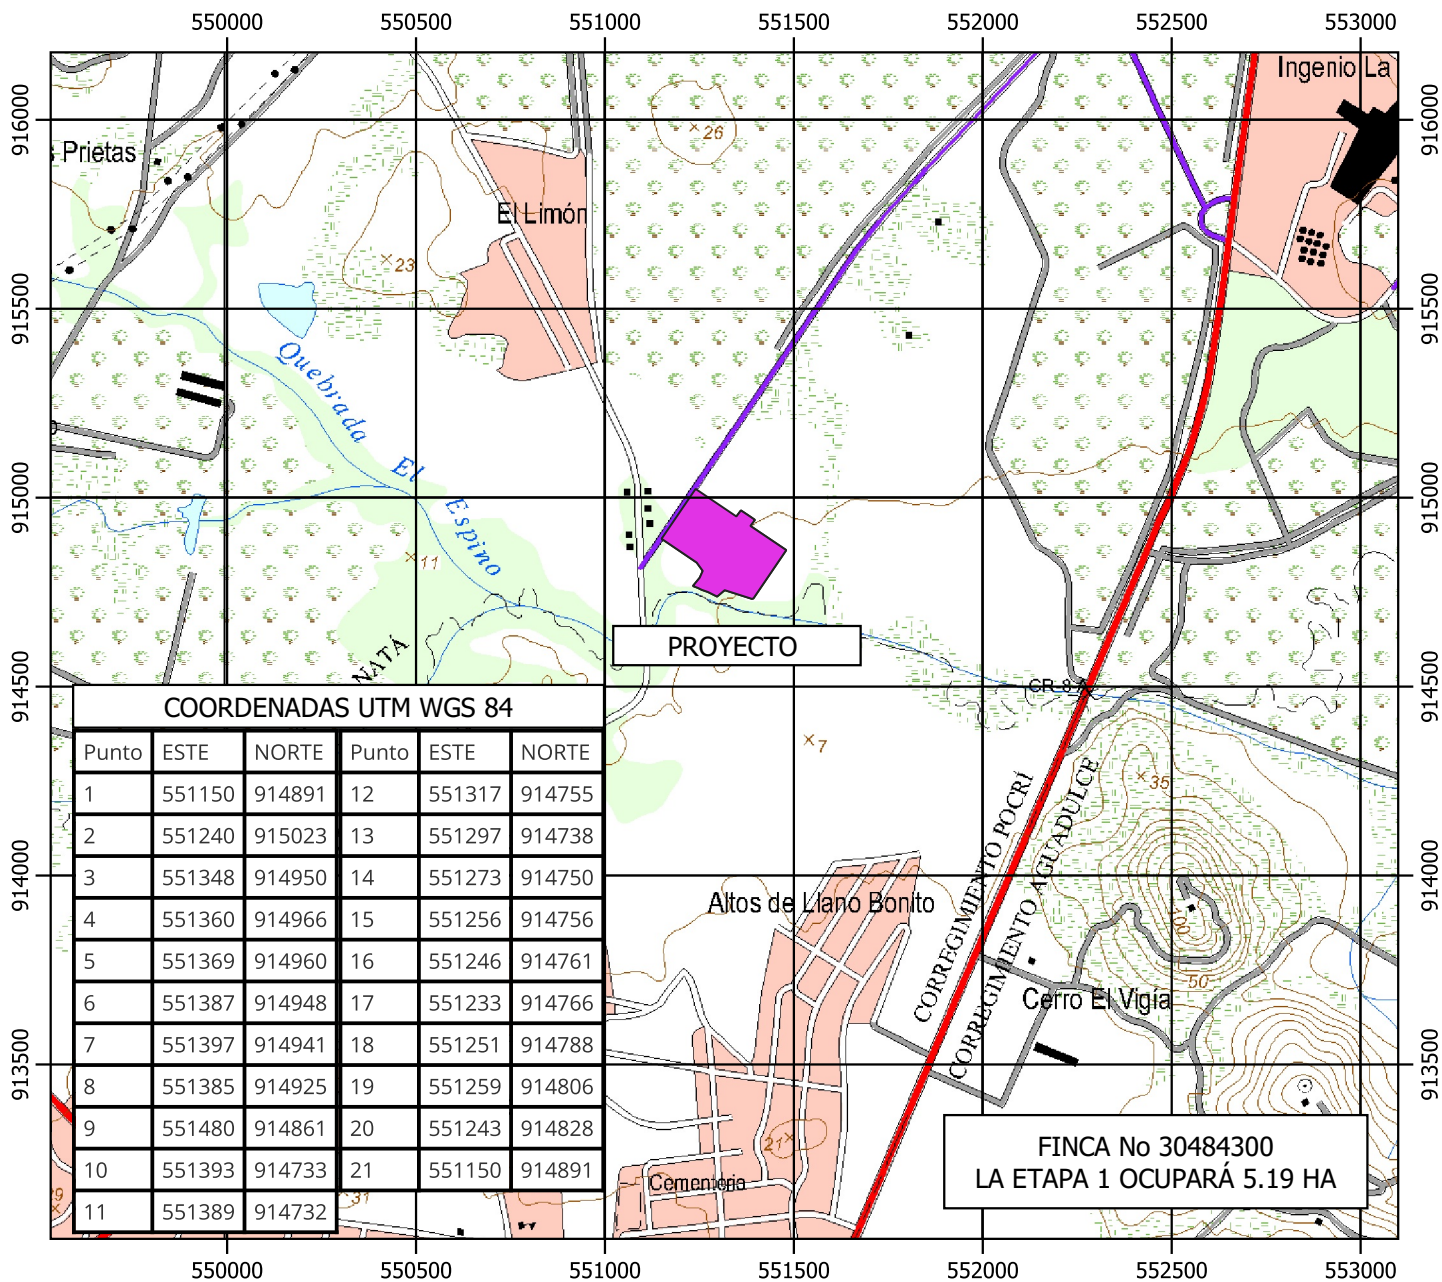 550000 550500 551000 551500 552000 552500 553000
916000
915500
915000
914500
914000
913500
916000
915500
915000
914500
914000
913500
Ingenio La
Prietas
26
El Limón
23
Quebrada El Espino
11
NATÁ
PROYECTO
CR-8-A
7
35
CORREGIMIENTO POCRÍ
CORREGIMIENTO AGUADULCE
Altos de Llano Bonito
50
Cerro El Vigía
21
Cementerio
31
29
COORDENADAS UTM WGS 84
Punto ESTE NORTE Punto ESTE NORTE
1 551150 914891 12 551317 914755
2 551240 915023 13 551297 914738
3 551348 914950 14 551273 914750
4 551360 914966 15 551256 914756
5 551369 914960 16 551246 914761
6 551387 914948 17 551233 914766
7 551397 914941 18 551251 914788
8 551385 914925 19 551259 914806
9 551480 914861 20 551243 914828
10 551393 914733 21 551150 914891
11 551389 914732
FINCA No 30484300
LA ETAPA 1 OCUPARÁ 5.19 HA
550000 550500 551000 551500 552000 552500 553000